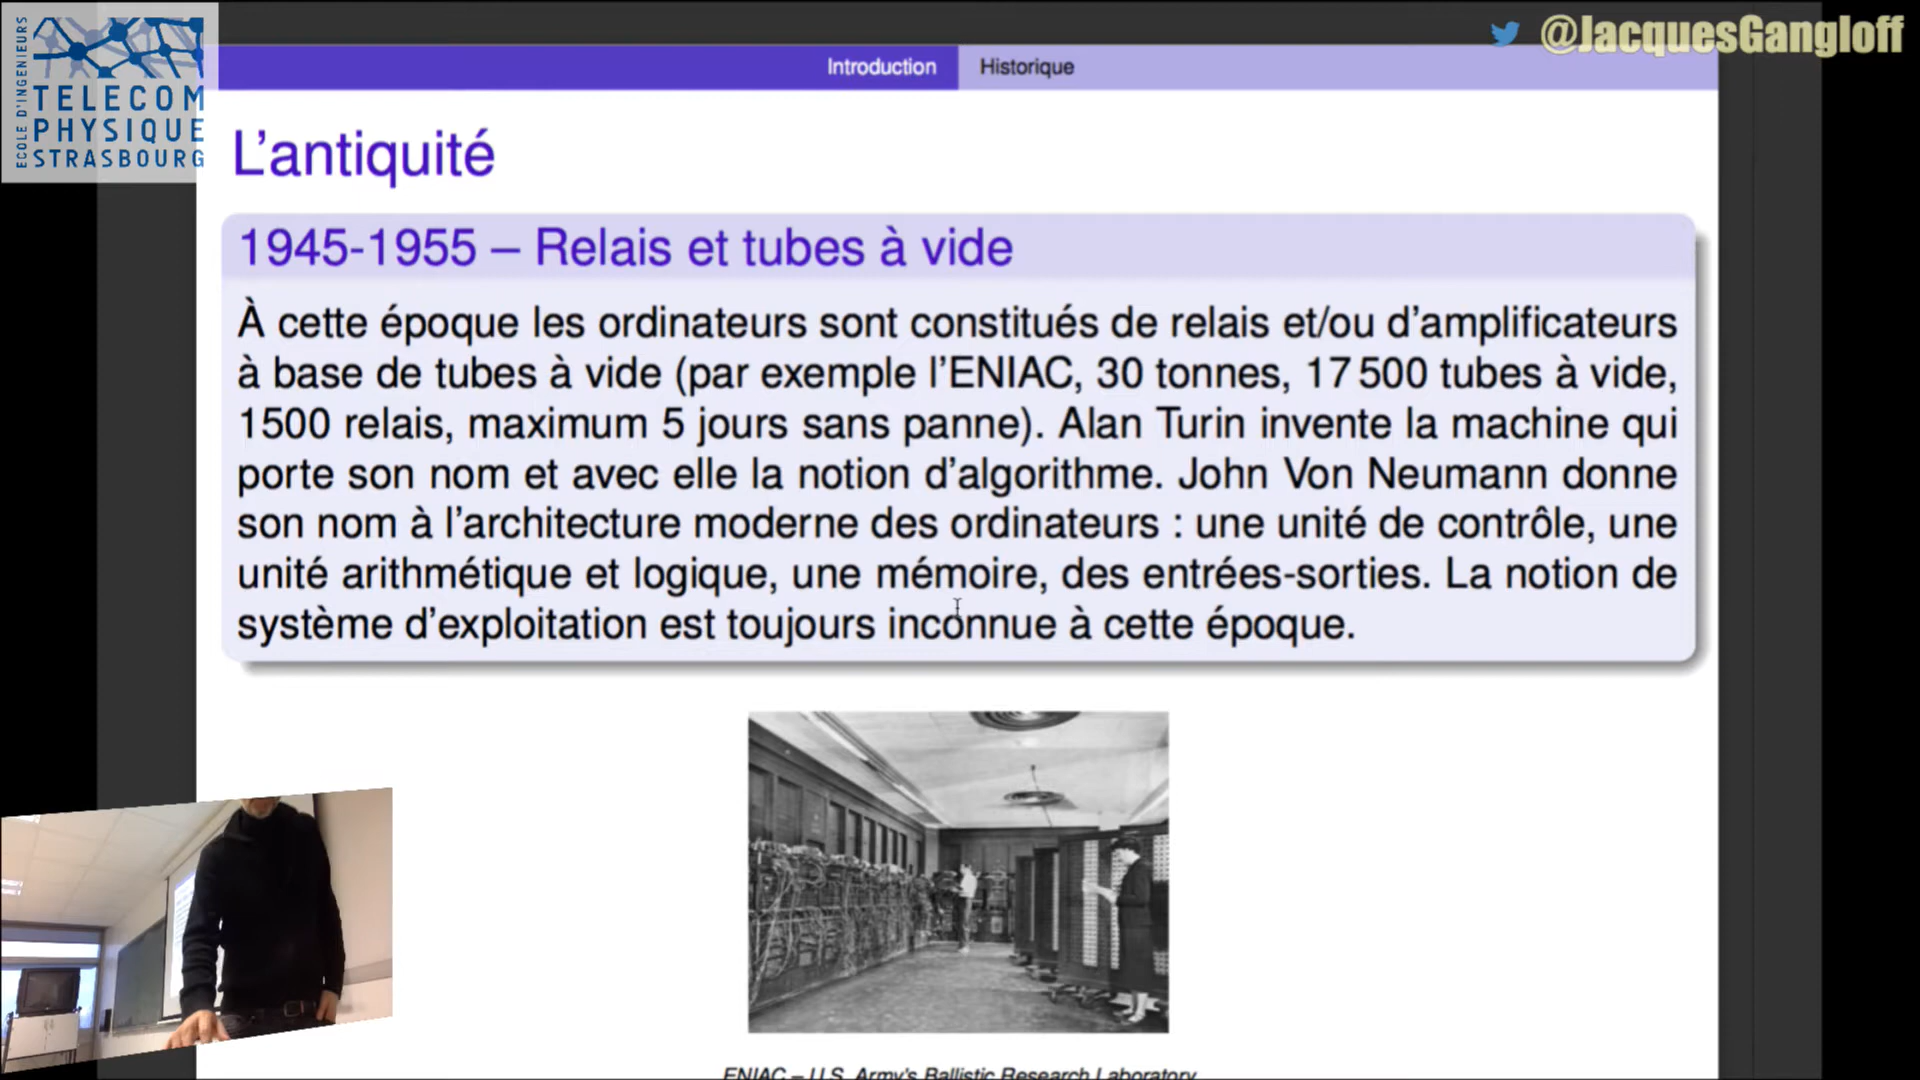 ECOLE D'INGENIEURS
TELECOM
PHYSIQUE
STRASBOURG
@JacquesGangloff
Introduction
Historique
L'antiquité
1945-1955 – Relais et tubes à vide
À cette époque les ordinateurs sont constitués de relais et/ou d'amplificateurs
à base de tubes à vide (par exemple l'ENIAC, 30 tonnes, 17 500 tubes à vide,
1500 relais, maximum 5 jours sans panne). Alan Turin invente la machine qui
porte son nom et avec elle la notion d'algorithme. John Von Neumann donne
son nom à l'architecture moderne des ordinateurs : une unité de contrôle, une
unité arithmétique et logique, une mémoire, des entrées-sorties. La notion de
système d'exploitation est toujours inconnue à cette époque.
ENIAC – U.S. Army's Ballistic Research Laboratory